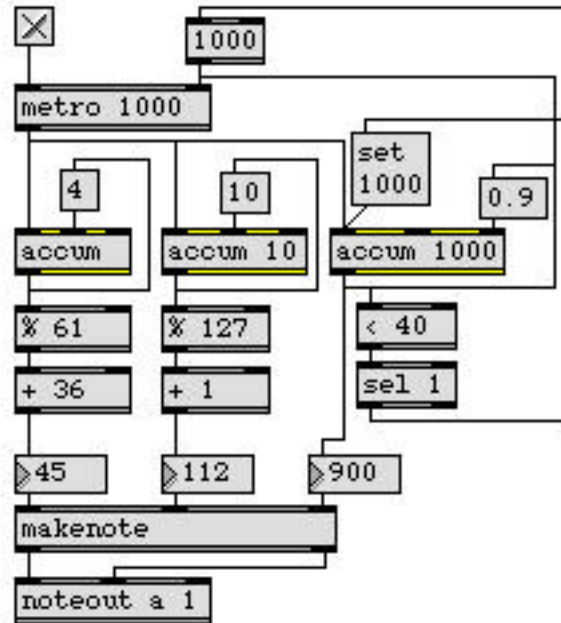 1000
metro 1000
set
1000
4
10
0.9
accum
accum 10
accum 1000
% 61
% 127
< 40
+ 36
+ 1
sel 1
45
112
900
makenote
noteout a 1